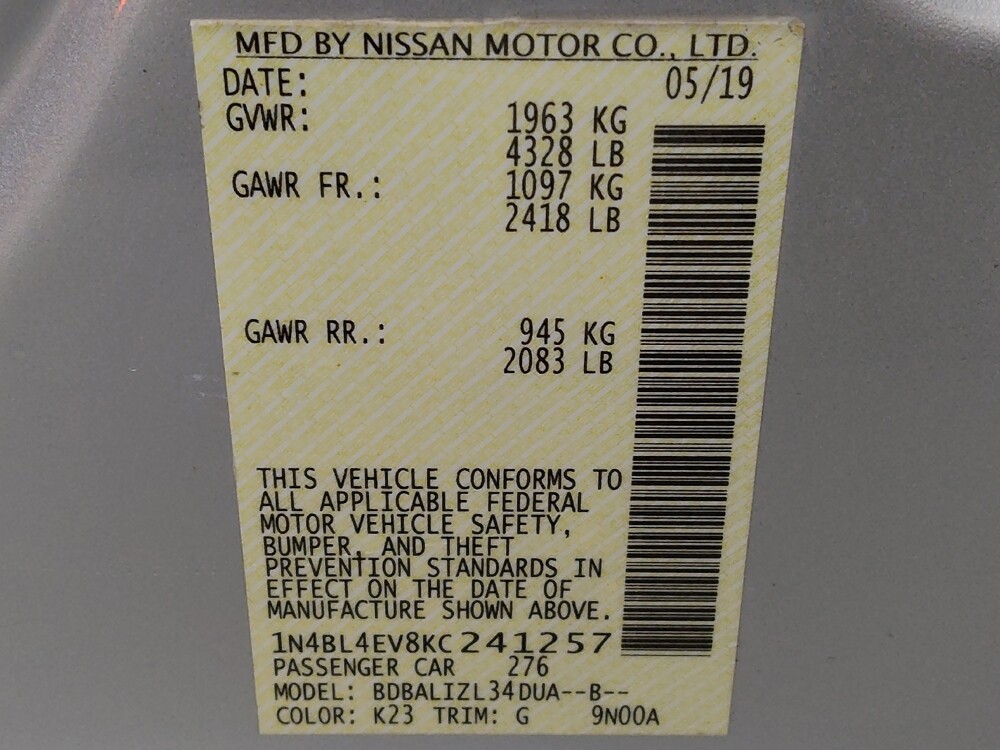 MFD BY NISSAN MOTOR CO., LTD.
DATE: 05/19
GVWR: 1963 KG
4328 LB
GAWR FR.: 1097 KG
2418 LB
GAWR RR.: 945 KG
2083 LB
THIS VEHICLE CONFORMS TO
ALL APPLICABLE FEDERAL
MOTOR VEHICLE SAFETY,
BUMPER, AND THEFT
PREVENTION STANDARDS IN
EFFECT ON THE DATE OF
MANUFACTURE SHOWN ABOVE.
1N4BL4EV8KC241257
PASSENGER CAR 276
MODEL: BDBALIZL34DUA--B--
COLOR: K23 TRIM: G 9N00A